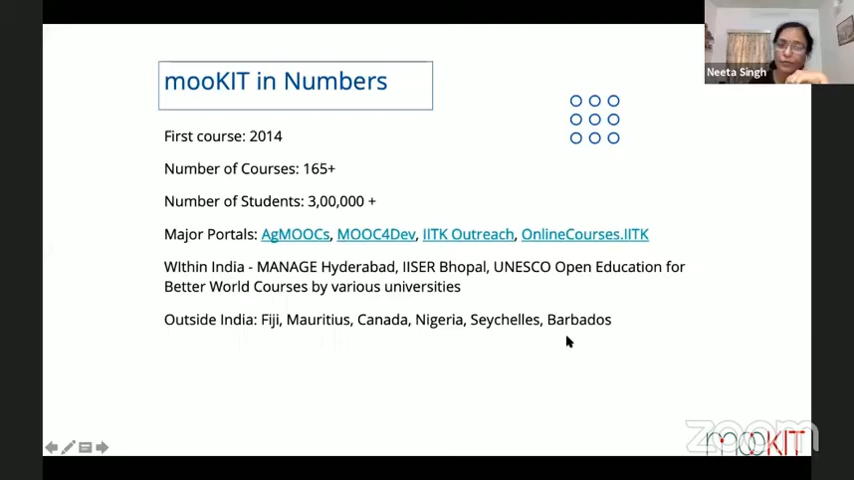 mooKIT in Numbers
Neeta Singh
First course: 2014
Number of Courses: 165+
Number of Students: 3,00,000 +
Major Portals: AgMOOCs, MOOC4Dev, IITK Outreach, OnlineCourses.IITK
WIthin India - MANAGE Hyderabad, IISER Bhopal, UNESCO Open Education for
Better World Courses by various universities
Outside India: Fiji, Mauritius, Canada, Nigeria, Seychelles, Barbados
zoom
mooKIT